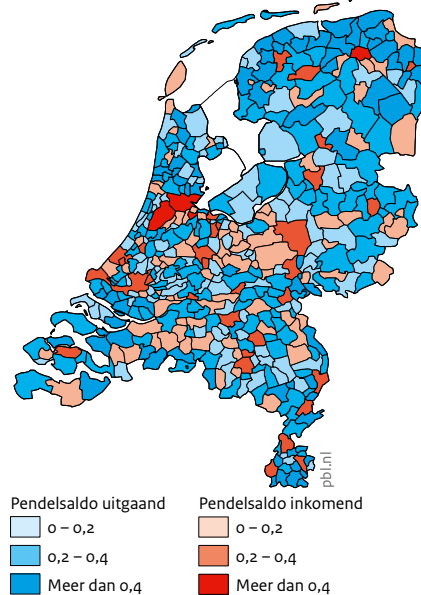 pbl.nl
Pendelsaldo uitgaand
0 – 0,2
0,2 – 0,4
Meer dan 0,4
Pendelsaldo inkomend
0 – 0,2
0,2 – 0,4
Meer dan 0,4